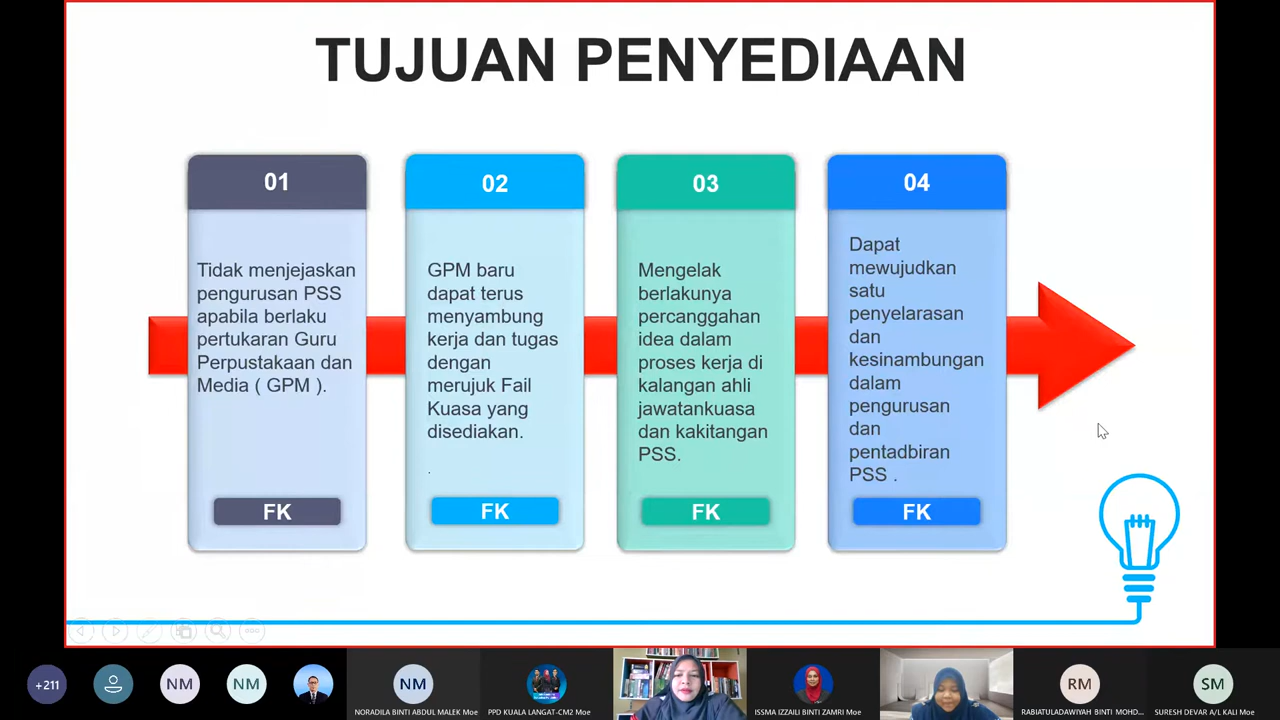 TUJUAN PENYEDIAAN
01
Tidak menjejaskan
pengurusan PSS
apabila berlaku
pertukaran Guru
Perpustakaan dan
Media ( GPM ).
FK
02
GPM baru
dapat terus
menyambung
kerja dan tugas
dengan
merujuk Fail
Kuasa yang
disediakan.
.
FK
03
Mengelak
berlakunya
percanggahan
idea dalam
proses kerja di
kalangan ahli
jawatankuasa
dan kakitangan
PSS.
FK
04
Dapat
mewujudkan
satu
penyelarasan
dan
kesinambungan
dalam
pengurusan
dan
pentadbiran
PSS .
FK
+211
NM
NM
NM
NORADILA BINTI ABDUL MALEK Moe
PPD KUALA LANGAT-CM2 Moe
ISSMA IZZAILI BINTI ZAMRI Moe
RM
RABIATULADAWIYAH BINTI MOHD...
SM
SURESH DEVAR A/L KALI Moe